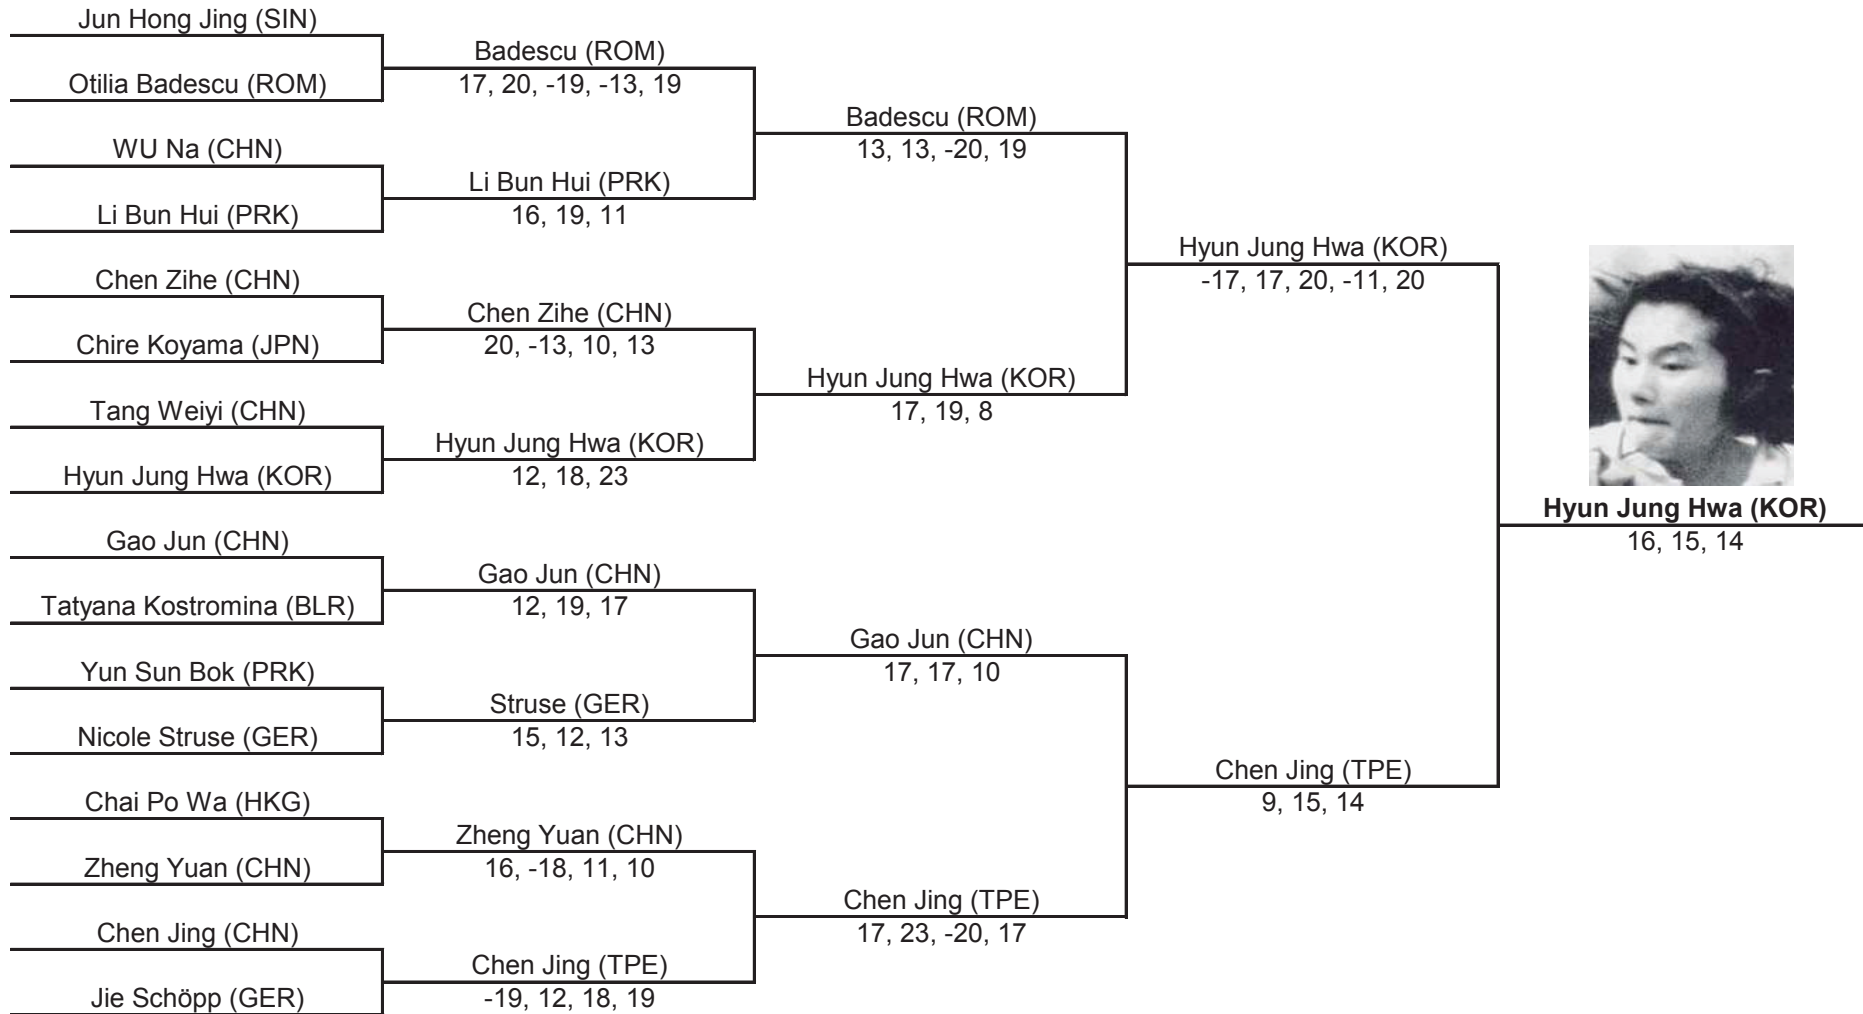 Jun Hong Jing (SIN)
Otilia Badescu (ROM)
WU Na (CHN)
Li Bun Hui (PRK)
Chen Zihe (CHN)
Chire Koyama (JPN)
Tang Weiyi (CHN)
Hyun Jung Hwa (KOR)
Gao Jun (CHN)
Tatyana Kostromina (BLR)
Yun Sun Bok (PRK)
Nicole Struse (GER)
Chai Po Wa (HKG)
Zheng Yuan (CHN)
Chen Jing (CHN)
Jie Schöpp (GER)
Badescu (ROM)
17, 20, -19, -13, 19
Li Bun Hui (PRK)
16, 19, 11
Chen Zihe (CHN)
20, -13, 10, 13
Hyun Jung Hwa (KOR)
12, 18, 23
Gao Jun (CHN)
12, 19, 17
Struse (GER)
15, 12, 13
Zheng Yuan (CHN)
16, -18, 11, 10
Chen Jing (TPE)
-19, 12, 18, 19
Badescu (ROM)
13, 13, -20, 19
Hyun Jung Hwa (KOR)
17, 19, 8
Gao Jun (CHN)
17, 17, 10
Chen Jing (TPE)
17, 23, -20, 17
Hyun Jung Hwa (KOR)
-17, 17, 20, -11, 20
Chen Jing (TPE)
9, 15, 14
Hyun Jung Hwa (KOR)
16, 15, 14